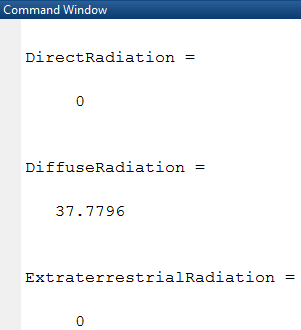 Command Window
DirectRadiation =
0
DiffuseRadiation =
37.7796
ExtraterrestrialRadiation =
0